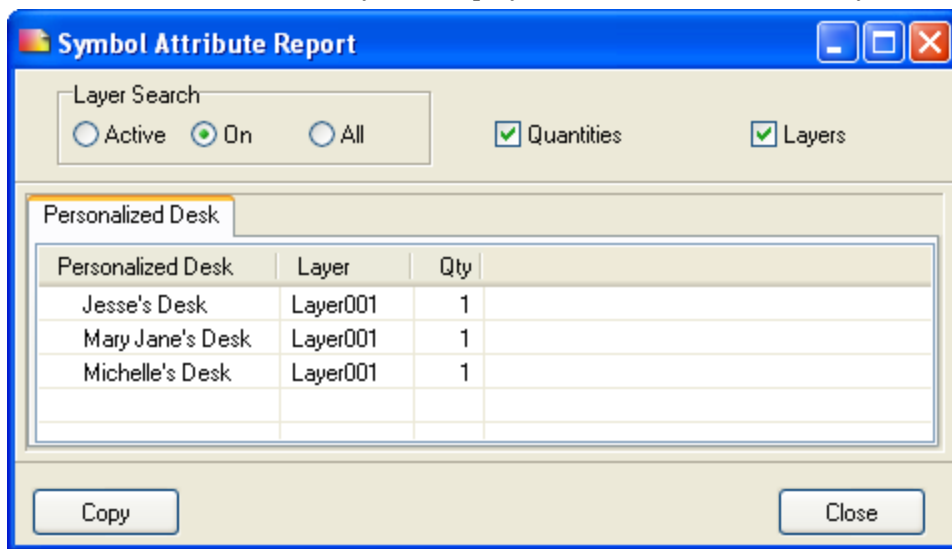 Symbol Attribute Report
Layer Search
Active On All
Quantities
Layers
Personalized Desk
Personalized Desk Layer Qty
Jesse's Desk Layer001 1
Mary Jane's Desk Layer001 1
Michelle's Desk Layer001 1
Copy
Close